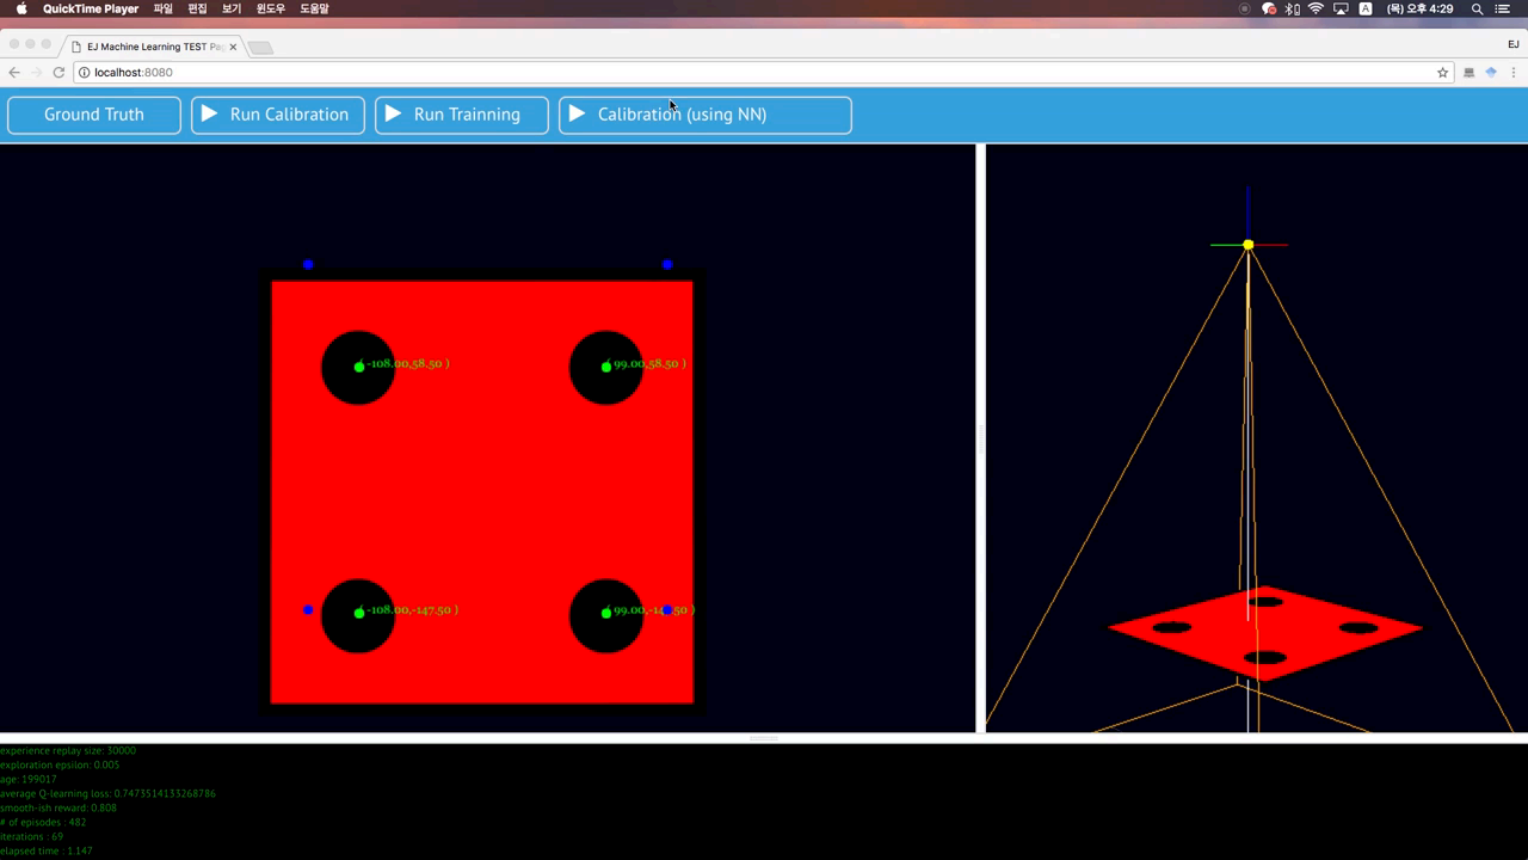 QuickTime Player 파일 편집 보기 윈도우 도움말 A (목) 오후 4:29
EJ Machine Learning TEST Pa EJ
localhost:8080
Ground Truth Run Calibration Run Trainning Calibration (using NN)
( -108.00,58.50 ) ( 99.00,58.50 )
( -108.00,-147.50 ) ( 99.00,-147.50 )
experience replay size: 30000
exploration epsilon: 0.005
age: 199017
average Q-learning loss: 0.7473514133268786
smooth-ish reward: 0.808
# of episodes : 482
iterations : 69
elapsed time : 1.147